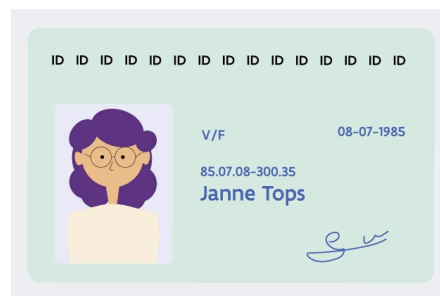 ID ID ID ID ID ID ID ID ID ID ID ID ID ID ID
V/F 08-07-1985
85.07.08-300.35
Janne Tops